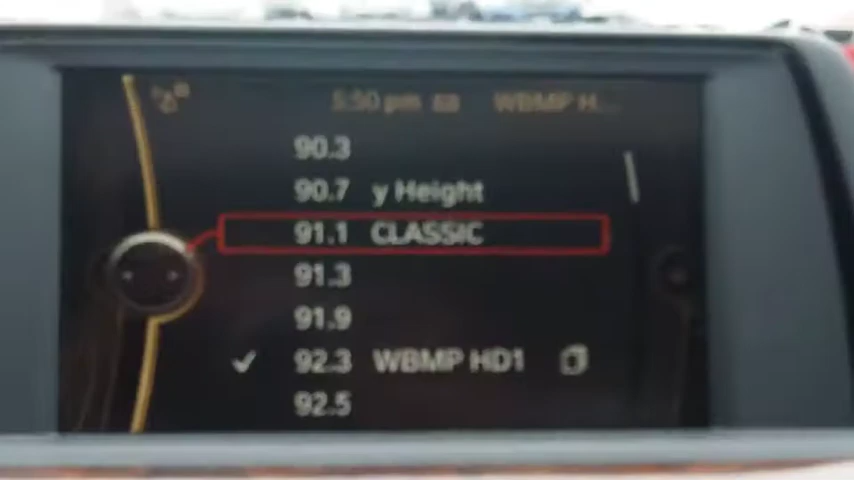 5:50 pm WBMP H...
90.3
90.7 y Height
91.1 CLASSIC
91.3
91.9
92.3 WBMP HD1
92.5